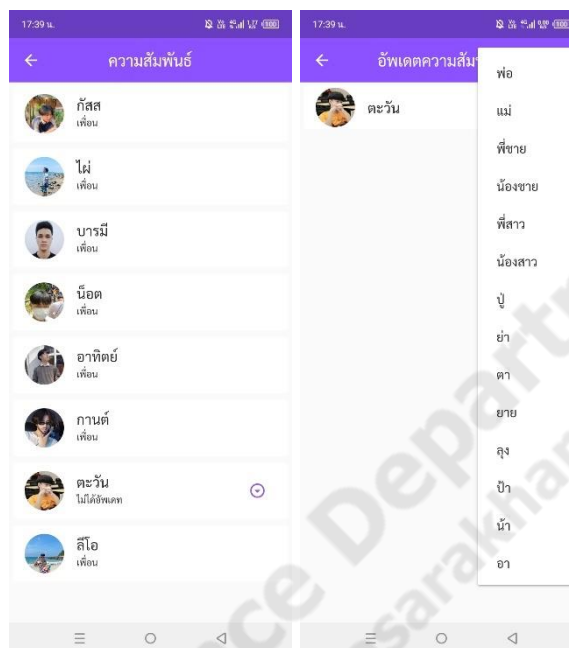 17:39 น.
ความสัมพันธ์
กัสส
เพื่อน
ไผ่
เพื่อน
บารมี
เพื่อน
น็อต
เพื่อน
อาทิตย์
เพื่อน
กานต์
เพื่อน
ตะวัน
ไม่ได้อัพเดท
ลีโอ
เพื่อน
17:39 น.
อัพเดตความสัม
ตะวัน
พ่อ
แม่
พี่ชาย
น้องชาย
พี่สาว
น้องสาว
ปู่
ย่า
ตา
ยาย
ลุง
ป้า
น้า
อา